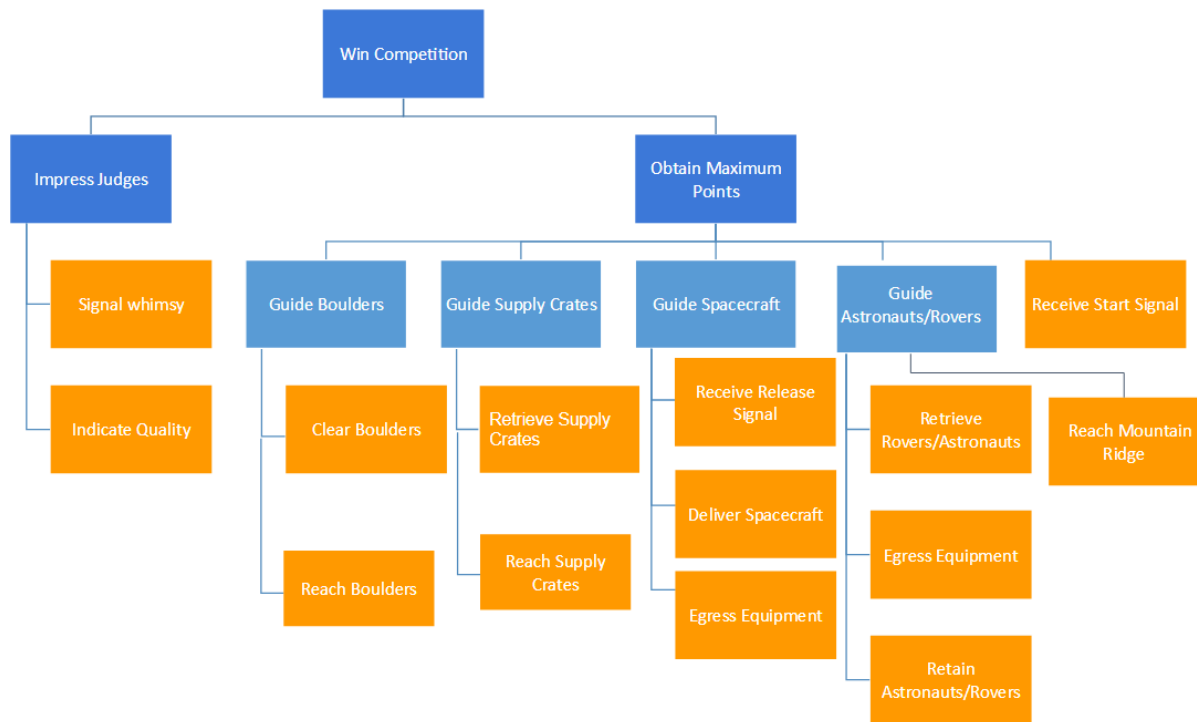 Win Competition
Impress Judges
Obtain Maximum
Points
Signal whimsy
Indicate Quality
Guide Boulders
Clear Boulders
Reach Boulders
Guide Supply Crates
Retrieve Supply
Crates
Reach Supply
Crates
Guide Spacecraft
Receive Release
Signal
Deliver Spacecraft
Egress Equipment
Guide
Astronauts/Rovers
Retrieve
Rovers/Astronauts
Egress Equipment
Retain
Astronauts/Rovers
Reach Mountain
Ridge
Receive Start Signal